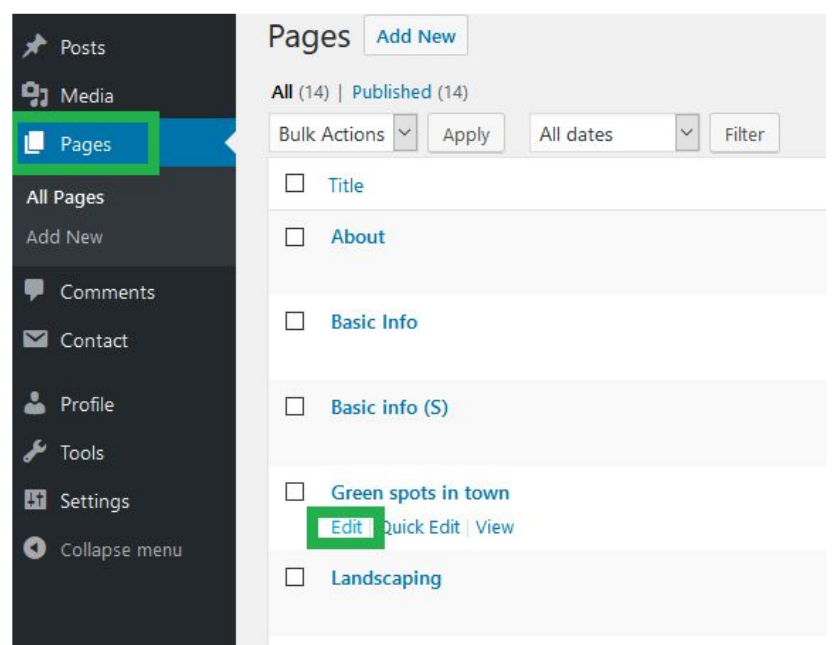 Posts
Media
Pages
All Pages
Add New
Comments
Contact
Profile
Tools
Settings
Collapse menu
Pages Add New
All (14) | Published (14)
Bulk Actions Apply All dates Filter
Title
About
Basic Info
Basic info (S)
Green spots in town
Edit | Quick Edit | View
Landscaping